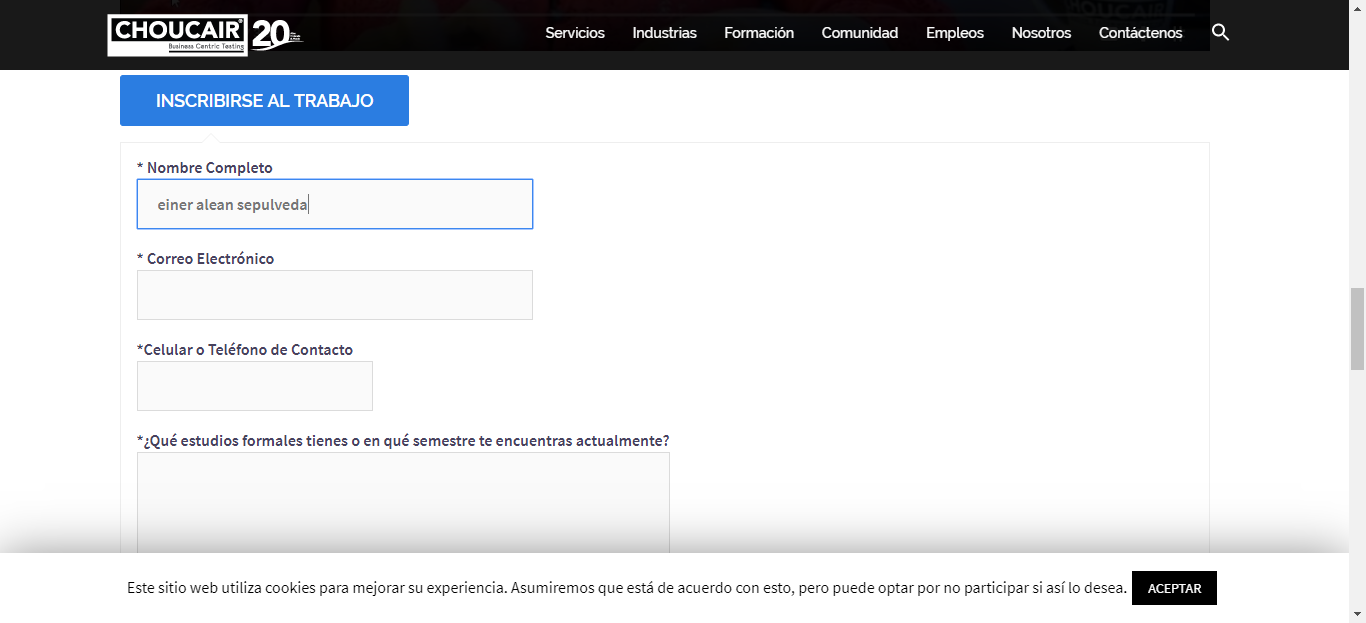 CHOUCAIR
Business Centric Testing
20
Servicios Industrias Formación Comunidad Empleos Nosotros Contáctenos
INSCRIBIRSE AL TRABAJO
* Nombre Completo
einer alean sepulveda
* Correo Electrónico
*Celular o Teléfono de Contacto
*¿Qué estudios formales tienes o en qué semestre te encuentras actualmente?
Este sitio web utiliza cookies para mejorar su experiencia. Asumiremos que está de acuerdo con esto, pero puede optar por no participar si así lo desea. ACEPTAR